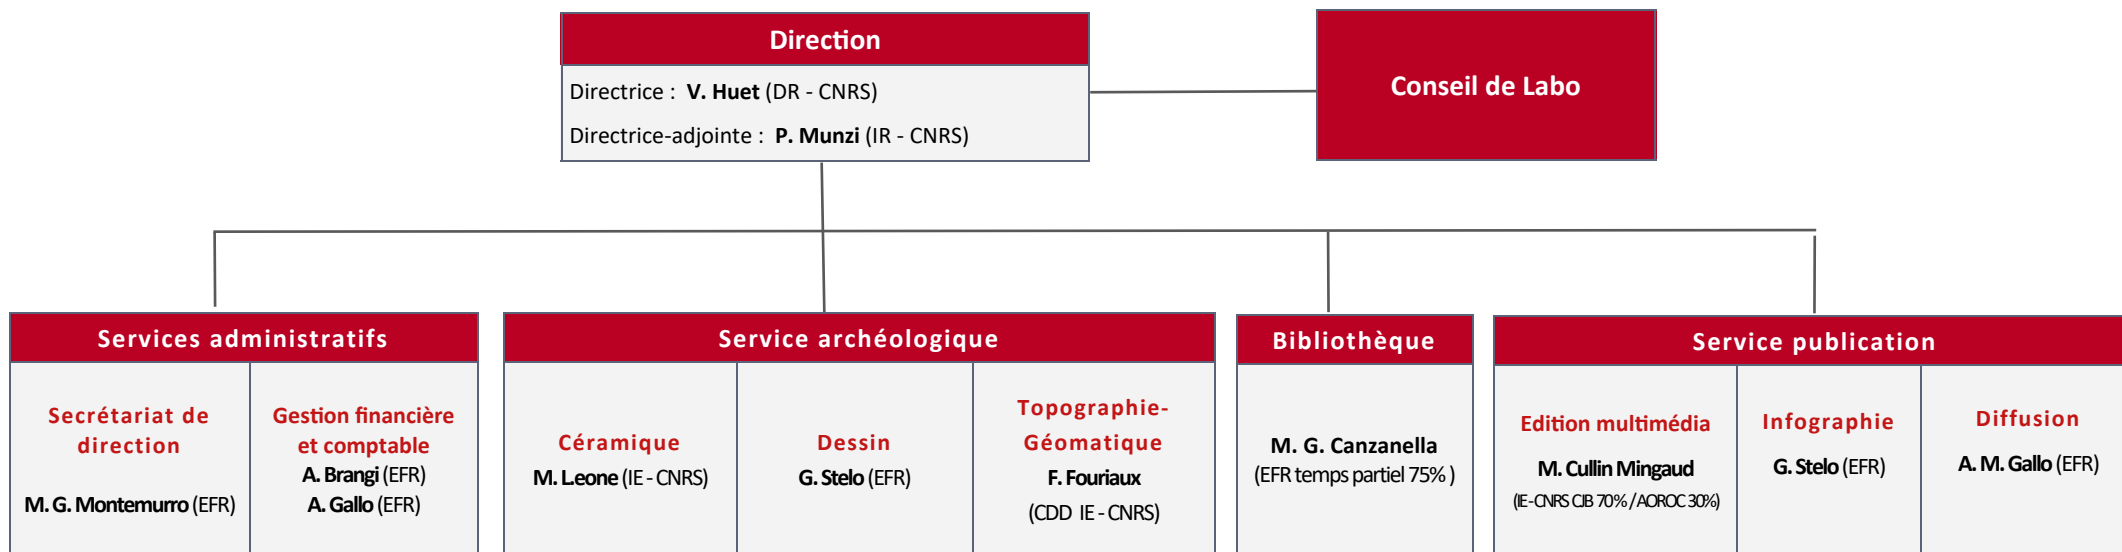 Direction
Directrice : V. Huet (DR - CNRS)
Directrice-adjointe : P. Munzi (IR - CNRS)
Conseil de Labo
Services administratifs
Secrétariat de
direction
M. G. Montemurro (EFR)
Gestion financière
et comptable
A. Brangi (EFR)
A. Gallo (EFR)
Service archéologique
Céramique
M. L.eone (IE - CNRS)
Dessin
G. Stelo (EFR)
Topographie-
Géomatique
F. Fouriaux
(CDD IE - CNRS)
Bibliothèque
M. G. Canzanella
(EFR temps partiel 75% )
Service publication
Edition multimédia
M. Cullin Mingaud
(IE - CNRS CJB 70% / AOROC 30%)
Infographie
G. Stelo (EFR)
Diffusion
A. M. Gallo (EFR)